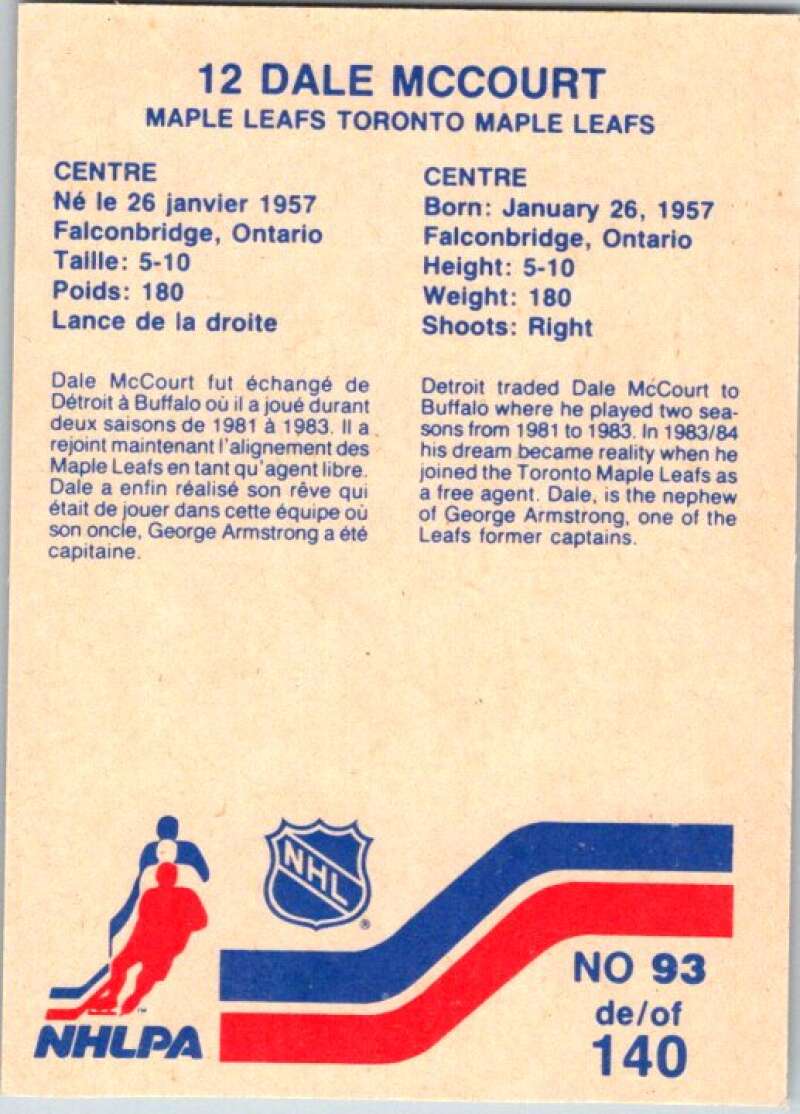 12 DALE MCCOURT
MAPLE LEAFS TORONTO MAPLE LEAFS
CENTRE
Né le 26 janvier 1957
Falconbridge, Ontario
Taille: 5-10
Poids: 180
Lance de la droite
Dale McCourt fut échangé de
Détroit à Buffalo où il a joué durant
deux saisons de 1981 à 1983. Il a
rejoint maintenant l'alignement des
Maple Leafs en tant qu'agent libre.
Dale a enfin réalisé son rêve qui
était de jouer dans cette équipe où
son oncle, George Armstrong a été
capitaine.
CENTRE
Born: January 26, 1957
Falconbridge, Ontario
Height: 5-10
Weight: 180
Shoots: Right
Detroit traded Dale McCourt to
Buffalo where he played two sea-
sons from 1981 to 1983. In 1983/84
his dream became reality when he
joined the Toronto Maple Leafs as
a free agent. Dale, is the nephew
of George Armstrong, one of the
Leafs former captains.
NHL
®
™
NHLPA
NO 93
de/of
140